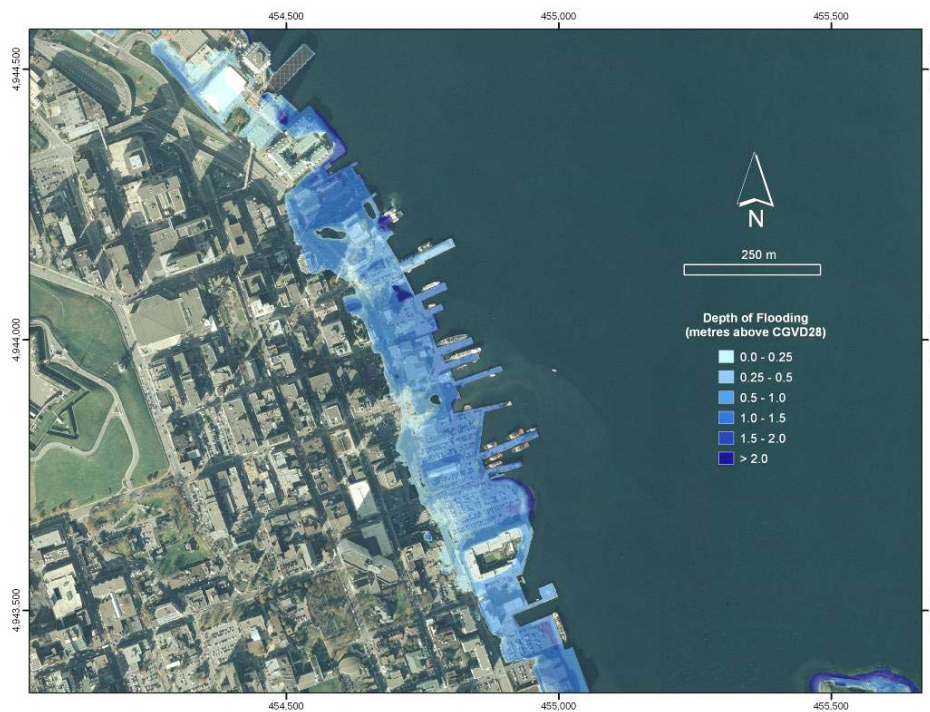 454,500
455,000
455,500
4,944,500
4,944,000
4,943,500
N
250 m
Depth of Flooding
(metres above CGVD28)
0.0 - 0.25
0.25 - 0.5
0.5 - 1.0
1.0 - 1.5
1.5 - 2.0
> 2.0
454,500
455,000
455,500